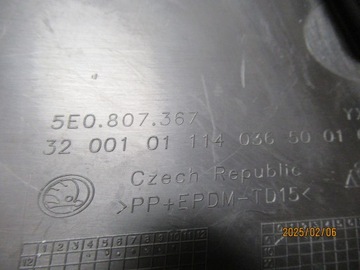 5E0.807.367
32 001 01 114 036 50 01
Czech Republic
>PP+EPDM-TD15<
2025/02/06